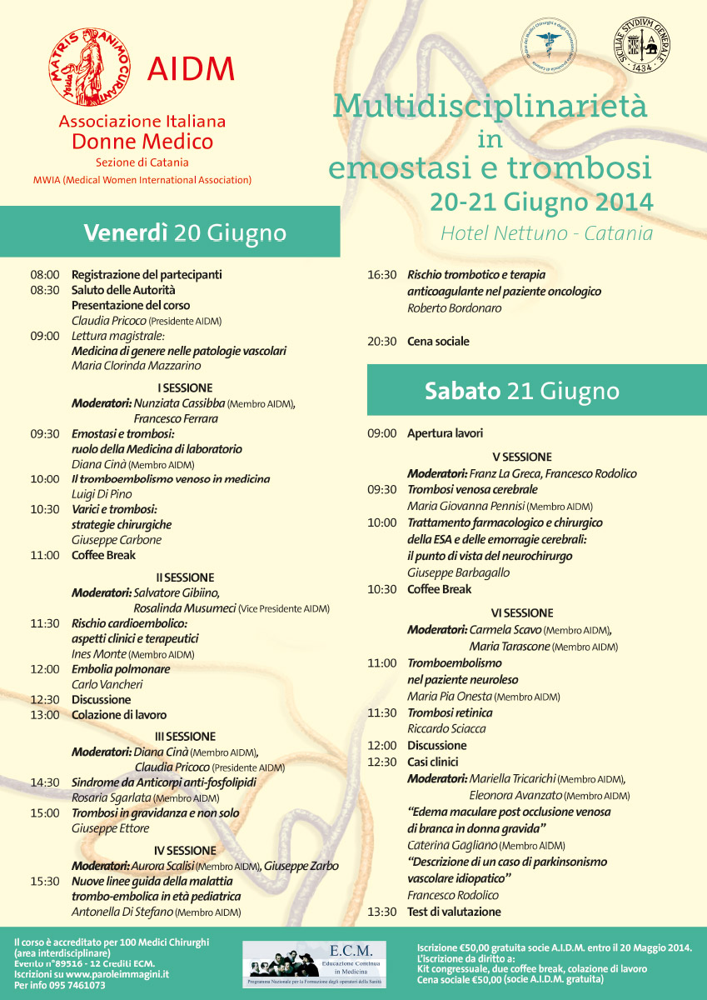 MATRIS ANIMO CURANT
AIDM
Associazione Italiana
Donne Medico
Sezione di Catania
MWIA (Medical Women International Association)
SICILIAE STVDIVM GENERALE
1434
Multidisciplinarietà
in
emostasi e trombosi
20-21 Giugno 2014
Hotel Nettuno - Catania
Venerdì 20 Giugno
08:00 Registrazione del partecipanti
08:30 Saluto delle Autorità
Presentazione del corso
Claudia Pricoco (Presidente AIDM)
09:00 Lettura magistrale:
Medicina di genere nelle patologie vascolari
Maria Clorinda Mazzarino
I SESSIONE
Moderatori: Nunziata Cassibba (Membro AIDM),
Francesco Ferrara
09:30 Emostasi e trombosi:
ruolo della Medicina di laboratorio
Diana Cinà (Membro AIDM)
10:00 Il tromboembolismo venoso in medicina
Luigi Di Pino
10:30 Varici e trombosi:
strategie chirurgiche
Giuseppe Carbone
11:00 Coffee Break
II SESSIONE
Moderatori: Salvatore Gibiino,
Rosalinda Musumeci (Vice Presidente AIDM)
11:30 Rischio cardioembolico:
aspetti clinici e terapeutici
Ines Monte (Membro AIDM)
12:00 Embolia polmonare
Carlo Vancheri
12:30 Discussione
13:00 Colazione di lavoro
III SESSIONE
Moderatori: Diana Cinà (Membro AIDM),
Claudia Pricoco (Presidente AIDM)
14:30 Sindrome da Anticorpi anti-fosfolipidi
Rosaria Sgarlata (Membro AIDM)
15:00 Trombosi in gravidanza e non solo
Giuseppe Ettore
IV SESSIONE
Moderatori: Aurora Scalisi (Membro AIDM), Giuseppe Zarbo
15:30 Nuove linee guida della malattia
trombo-embolica in età pediatrica
Antonella Di Stefano (Membro AIDM)
16:30 Rischio trombotico e terapia
anticoagulante nel paziente oncologico
Roberto Bordonaro
20:30 Cena sociale
Sabato 21 Giugno
09:00 Apertura lavori
V SESSIONE
Moderatori: Franz La Greca, Francesco Rodolico
09:30 Trombosi venosa cerebrale
Maria Giovanna Pennisi (Membro AIDM)
10:00 Trattamento farmacologico e chirurgico
della ESA e delle emorragie cerebrali:
il punto di vista del neurochirurgo
Giuseppe Barbagallo
10:30 Coffee Break
VI SESSIONE
Moderatori: Carmela Scavo (Membro AIDM),
Maria Tarascone (Membro AIDM)
11:00 Tromboembolismo
nel paziente neuroleso
Maria Pia Onesta (Membro AIDM)
11:30 Trombosi retinica
Riccardo Sciacca
12:00 Discussione
12:30 Casi clinici
Moderatori: Mariella Tricarichi (Membro AIDM),
Eleonora Avanzato (Membro AIDM)
“Edema maculare post occlusione venosa
di branca in donna gravida”
Caterina Gagliano (Membro AIDM)
“Descrizione di un caso di parkinsonismo
vascolare idiopatico”
Francesco Rodolico
13:30 Test di valutazione
Il corso è accreditato per 100 Medici Chirurghi
(area interdisciplinare)
Evento n°89516 - 12 Crediti ECM.
Iscrizioni su www.paroleimmagini.it
Per info 095 7461073
E.C.M.
Educazione Continua
in Medicina
Programma Nazionale per la Formazione degli operatori della Sanità
Iscrizione €50,00 gratuita socie A.I.D.M. entro il 20 Maggio 2014.
L'Iscrizione da diritto a:
Kit congressuale, due coffee break, colazione di lavoro
Cena sociale €50,00 (socie A.I.D.M. gratuita)